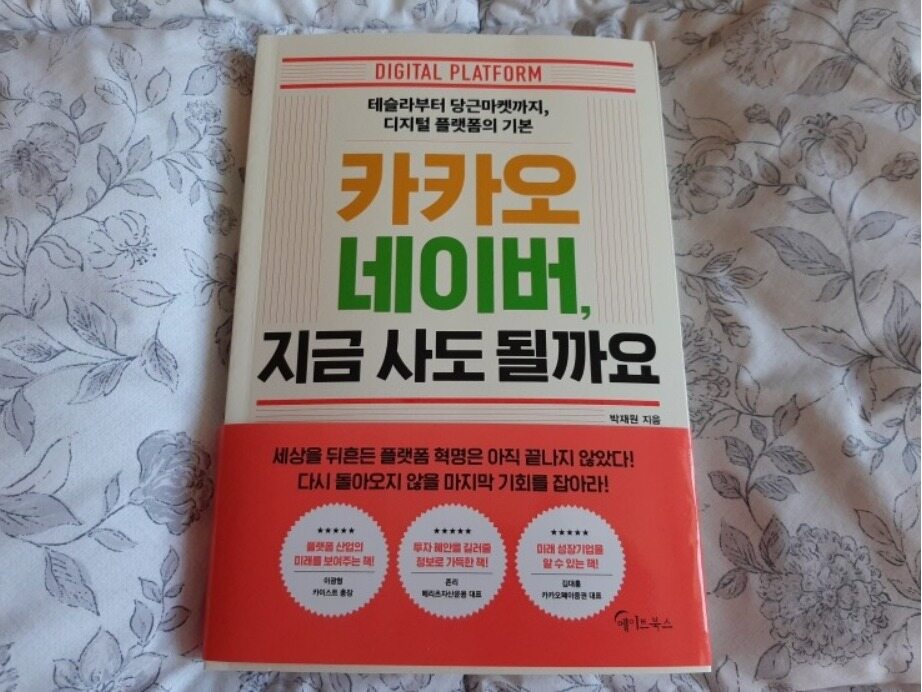 DIGITAL PLATFORM
테슬라부터 당근마켓까지,
디지털 플랫폼의 기본
카카오
네이버,
지금 사도 될까요
박재원 지음
세상을 뒤흔든 플랫폼 혁명은 아직 끝나지 않았다!
다시 돌아오지 않을 마지막 기회를 잡아라!
★★★★★
플랫폼 산업의
미래를 보여주는 책!
이광형
카이스트 총장
★★★★★
투자 혜안을 길러줄
정보로 가득한 책!
존리
메리츠자산운용 대표
★★★★★
미래 성장기업을
알 수 있는 책!
김대홍
카카오페이증권 대표
메이트북스